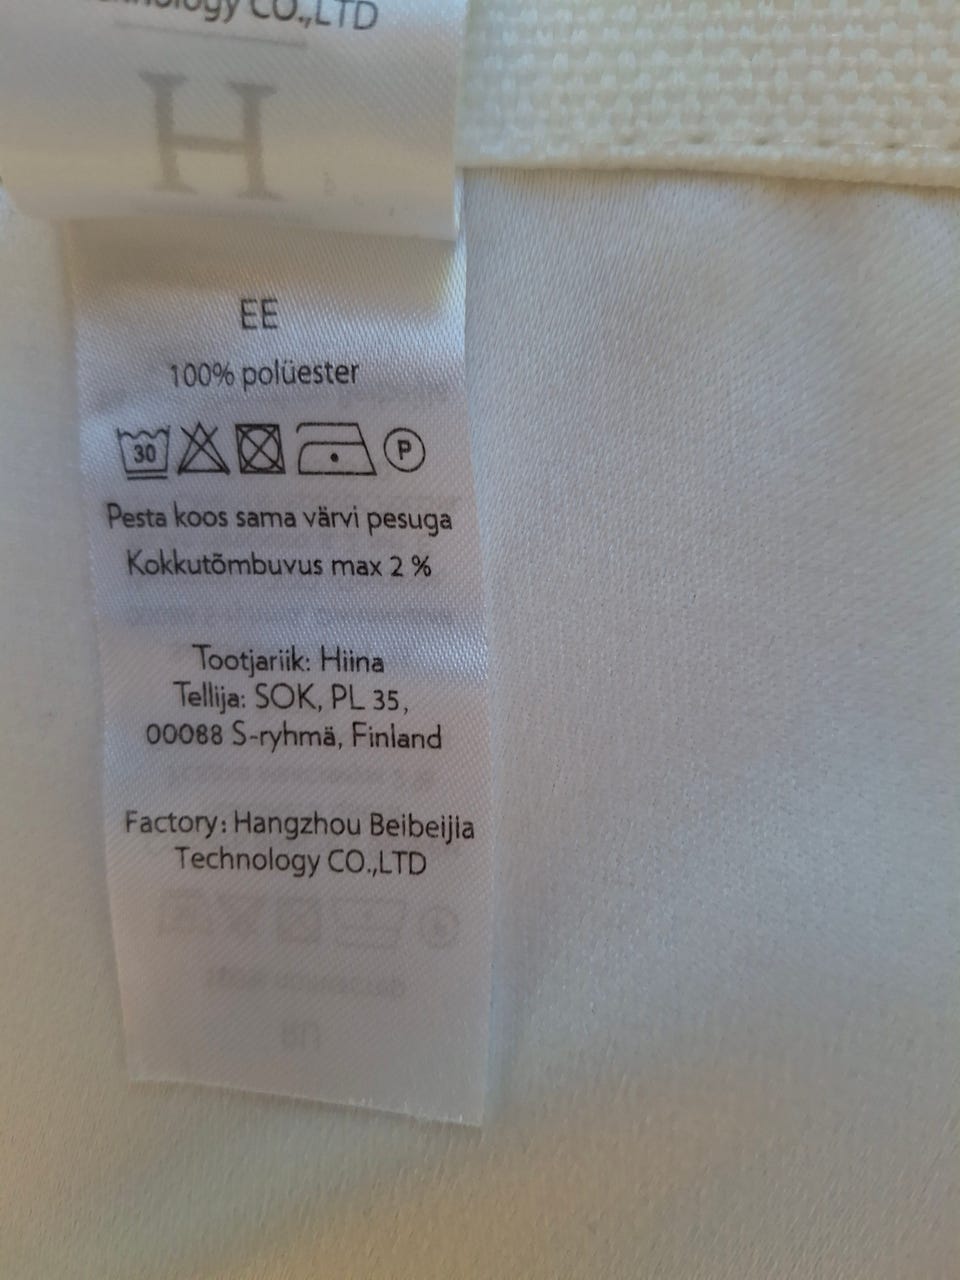 Technology CO.,LTD
H
EE
100% polüester
30 P
Pesta koos sama värvi pesuga
Kokkutõmbuvus max 2 %
Tootjariik: Hiina
Tellija: SOK, PL 35,
00088 S-ryhmä, Finland
Factory: Hangzhou Beibeijia
Technology CO.,LTD